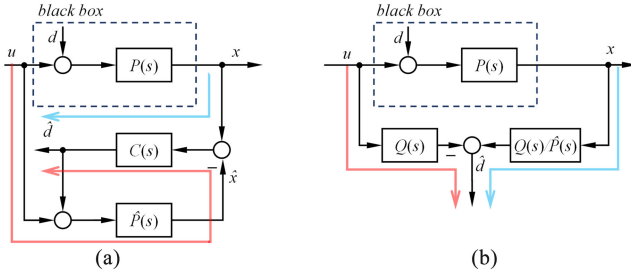 black box
d
u
x
P(s)
d̂
C(s)
−
x̂
P̂(s)
(a)
black box
d
u
x
P(s)
Q(s)
−
d̂
Q(s)/P̂(s)
(b)